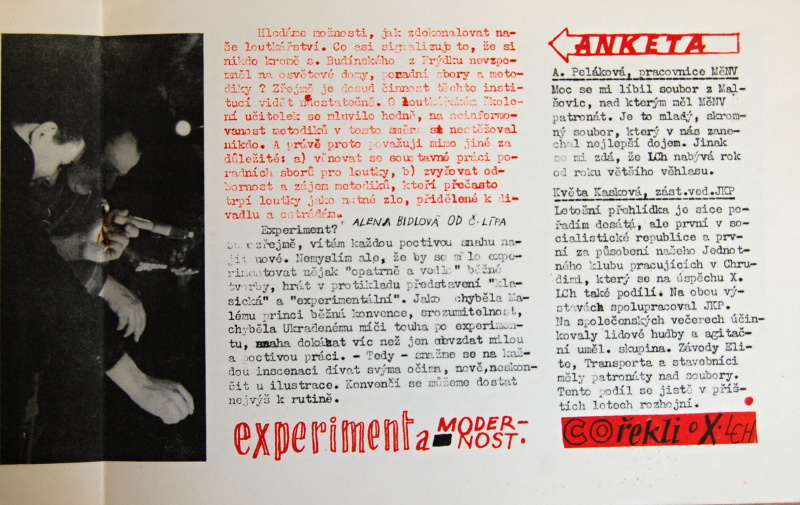 Hledáme možnosti, jak zdokonalovat na-
še loutkářství. Co asi signalizuje to, že si
nikdo kromě s. Budínského z Frýdku nevzpo-
mněl na osvětové domy, poradní sbory a meto-
diky ? Zřejmě je dosud činnost těchto insti-
tucí vidět nedostatečně. O loutkářském škole-
ní učitelek se mluvilo hodně, na neinformo-
vanost metodiků v tomto směru si nestěžoval
nikdo. A právě proto považuji mimo jiné za
důležité: a) věnovat se soustavné práci po-
radních sborů pro loutky, b) zvyšovat od-
bornost a zájem metodiků, kteří přečasto
trpí loutky jako nutné zlo, přidělené k di-
vadlu a estrádám.
ALENA BIDLOVÁ OD Č. LÍPA
Experiment?
Samozřejmě, vítám každou poctivou snahu na-
jít nové. Nemyslím ale, že by se mělo expe-
rimentovat nějak "opatrně a vedle" běžné
tvorby, hrát v protikladu představení "kla-
sická" a "experimentální". Jako chyběla Ma-
lému princi běžná konvence, srozumitelnost,
chyběla Ukradenému míči touha po experimen-
tu, snaha dokázat víc než jen obvzdat milou
a poctivou práci. - Tedy - snažme se na kaž-
dou inscenaci dívat svýma očima, nově, neskon-
čit u ilustrace. Konvenčí se můžeme dostat
nejvýš k rutině.
experiment a MODER-
NOST.
ANKETA
A. Peláková, pracovnice MěNV
Moc se mi líbil soubor z Mal-
šovic, nad kterým měl MěNV
patronát. Je to mladý, skrom-
ný soubor, který v nás zane-
chal nejlepší dojem. Jinak
se mi zdá, že LCh nabývá rok
od roku většího věhlasu.
Květa Kasková, zást.ved.JKP
Letošní přehlídka je sice po-
řadím desátá, ale první v so-
cialistické republice a prv-
ní za působení našeho Jednot-
ného klubu pracujících v Chru-
dimi, který se na úspěchu X.
LCh také podílí. Na obou vý-
stavách spolupracoval JKP.
Na společenských večerech účin-
kovaly lidové hudby a agitač-
ní uměl. skupina. Závody Eli-
te, Transporta a stavebníci
měly patronáty nad soubory.
Tento podíl se jistě v příš-
tích letech rozhojní.
CO řekli o X. LCH